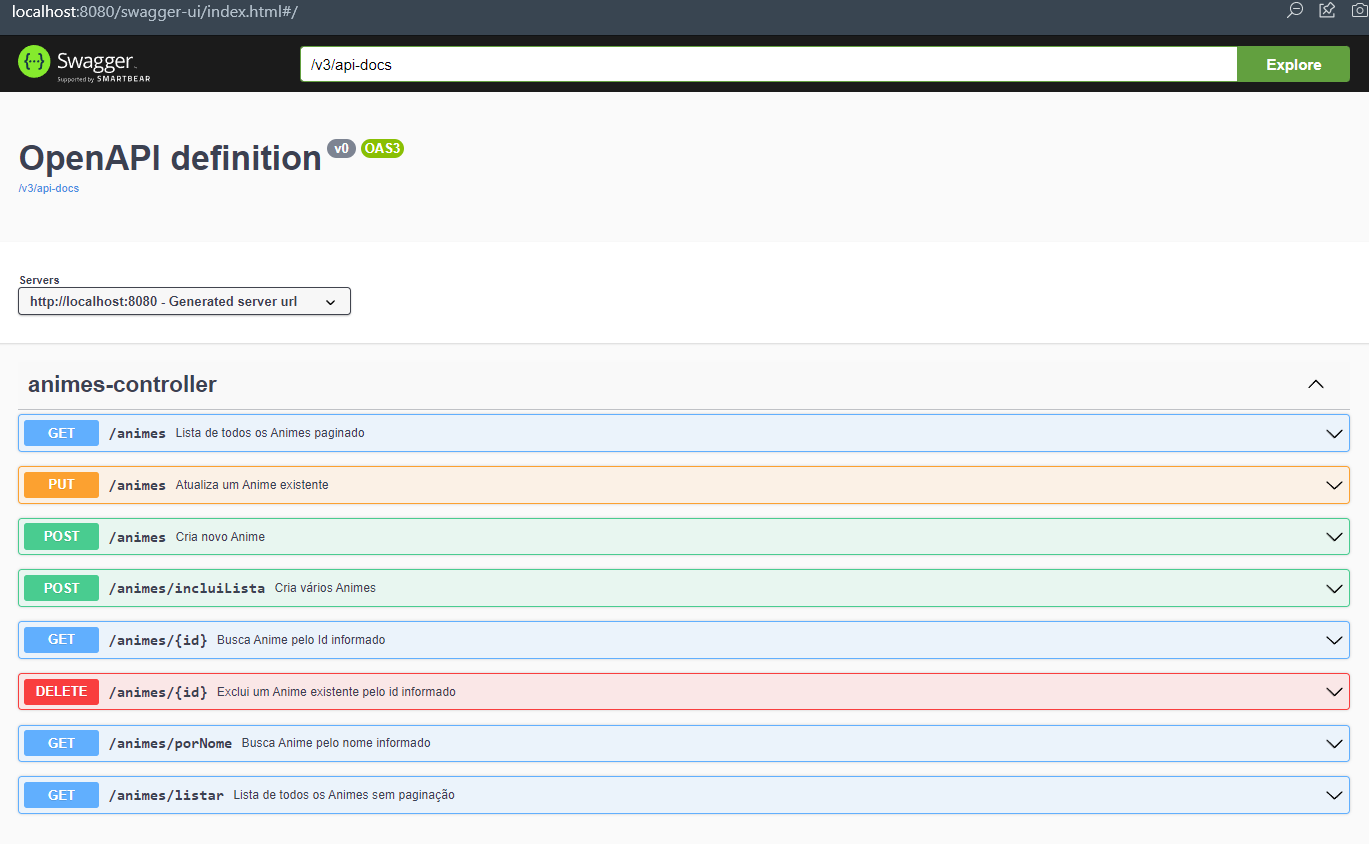 localhost:8080/swagger-ui/index.html#/
Swagger
Supported by SMARTBEAR
/v3/api-docs
Explore
OpenAPI definition v0 OAS3
/v3/api-docs
Servers
http://localhost:8080 - Generated server url
animes-controller
GET /animes Lista de todos os Animes paginado
PUT /animes Atualiza um Anime existente
POST /animes Cria novo Anime
POST /animes/incluiLista Cria vários Animes
GET /animes/{id} Busca Anime pelo Id informado
DELETE /animes/{id} Exclui um Anime existente pelo id informado
GET /animes/porNome Busca Anime pelo nome informado
GET /animes/listar Lista de todos os Animes sem paginação